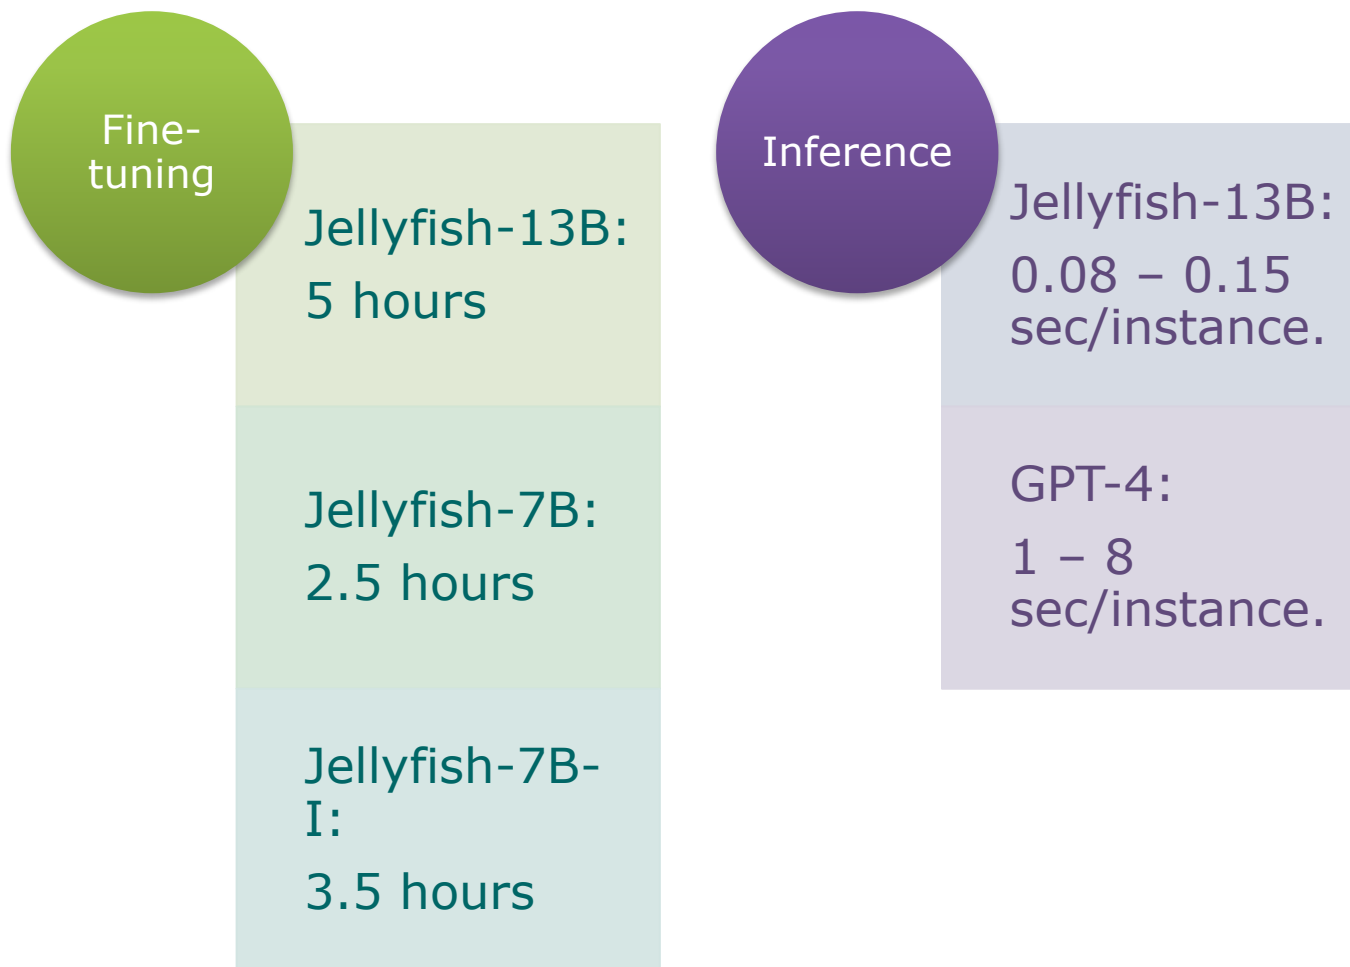 Fine-
tuning
Jellyfish-13B:
5 hours
Jellyfish-7B:
2.5 hours
Jellyfish-7B-
I:
3.5 hours
Inference
Jellyfish-13B:
0.08 – 0.15
sec/instance.
GPT-4:
1 – 8
sec/instance.